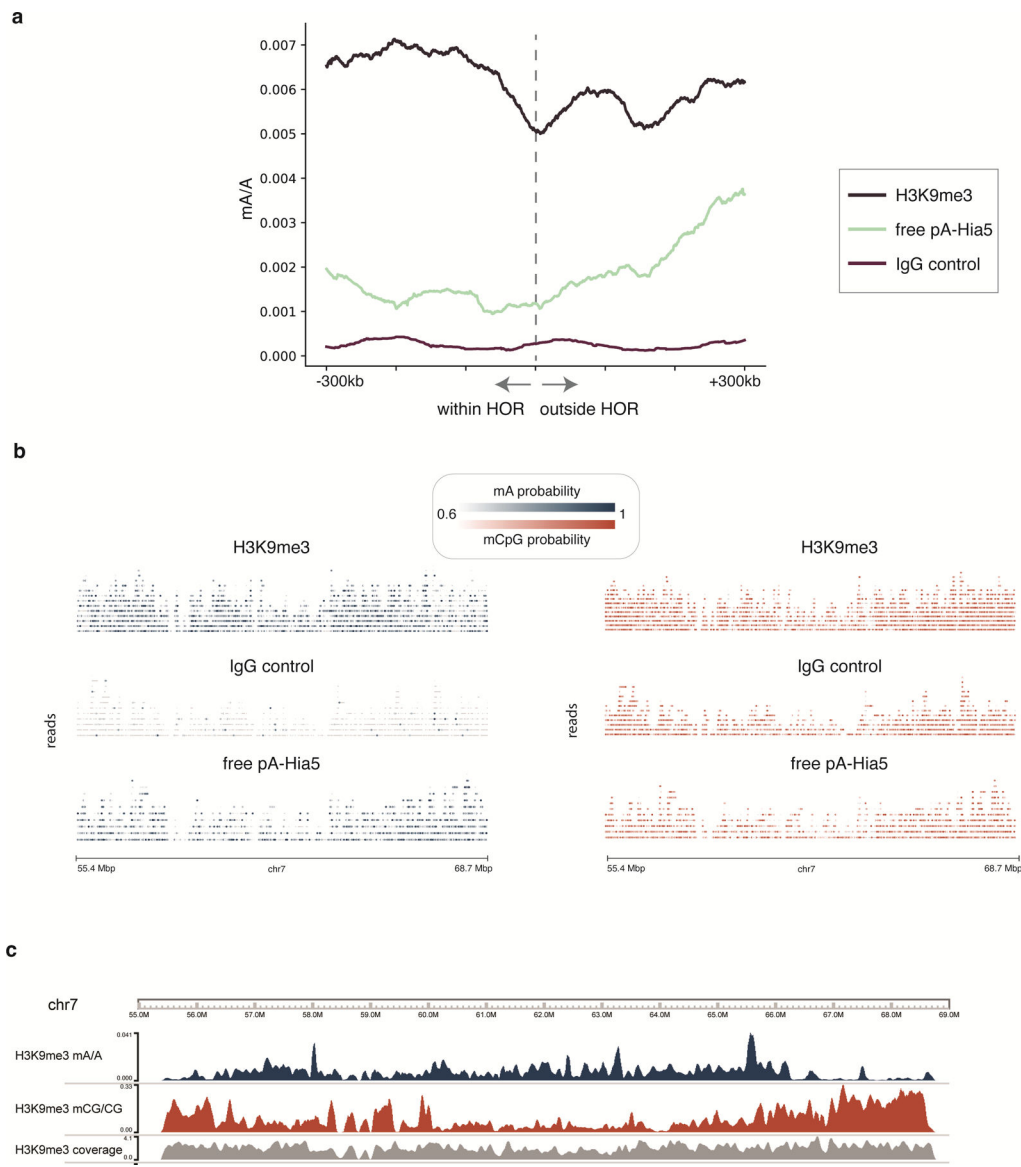 a
0.007
0.006
0.005
0.004
0.003
0.002
0.001
0.000
mA/A
-300kb
+300kb
within HOR
outside HOR
H3K9me3
free pA-Hia5
IgG control
b
mA probability
0.6
1
mCpG probability
H3K9me3
H3K9me3
IgG control
IgG control
reads
reads
free pA-Hia5
free pA-Hia5
55.4 Mbp
chr7
68.7 Mbp
55.4 Mbp
chr7
68.7 Mbp
c
chr7
55.0M 56.0M 57.0M 58.0M 59.0M 60.0M 61.0M 62.0M 63.0M 64.0M 65.0M 66.0M 67.0M 68.0M 69.0M
0.041
H3K9me3 mA/A
0.000
0.33
H3K9me3 mCG/CG
0.00
H3K9me3 coverage
0.0